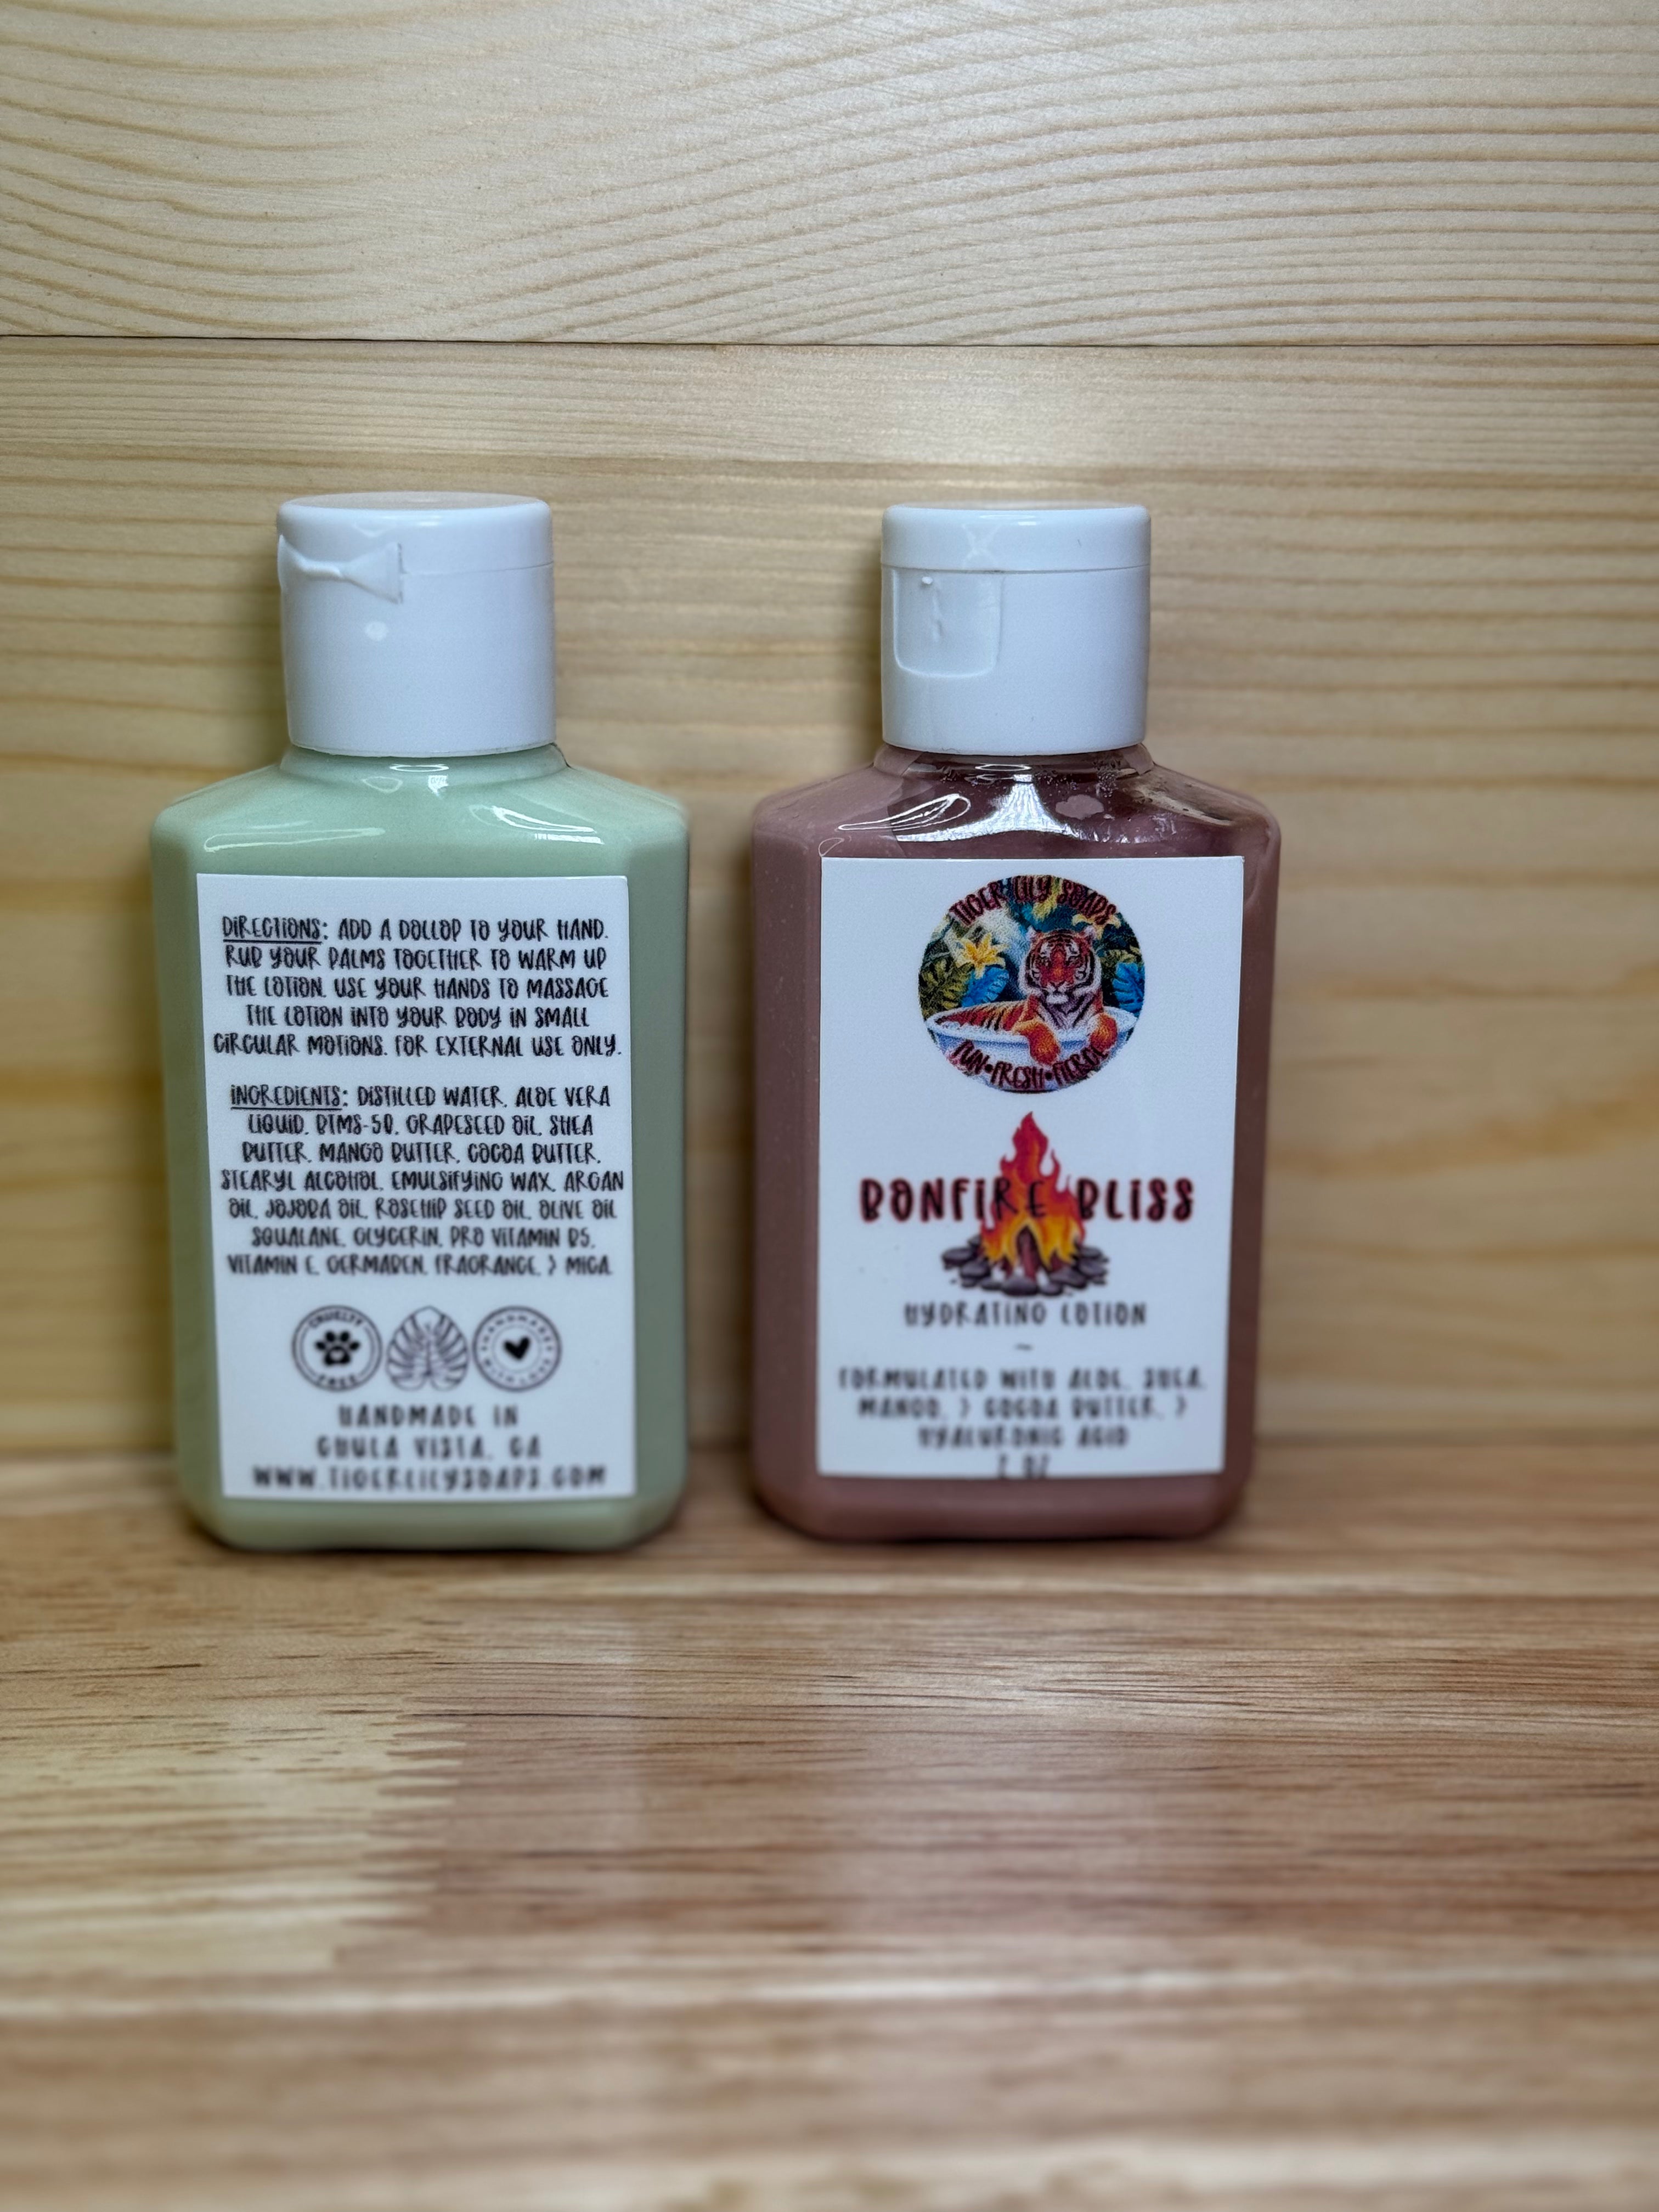 DIRECTIONS: ADD A DOLLOP TO YOUR HAND.
RUB YOUR PALMS TOGETHER TO WARM UP
THE LOTION. USE YOUR HANDS TO MASSAGE
THE LOTION INTO YOUR BODY IN SMALL
CIRCULAR MOTIONS. FOR EXTERNAL USE ONLY.
INGREDIENTS: DISTILLED WATER, ALOE VERA
LIQUID, BTMS-50, GRAPESEED OIL, SHEA
BUTTER, MANGO BUTTER, COCOA BUTTER,
STEARYL ALCOHOL, EMULSIFYING WAX, ARGAN
OIL, JOJOBA OIL, ROSEHIP SEED OIL, OLIVE OIL
SQUALANE, GLYCERIN, PRO VITAMIN B5,
VITAMIN E, GERMABEN, FRAGRANCE, & MICA.
CRUELTY
FREE
HANDMADE
WITH LOVE
HANDMADE IN
CHULA VISTA, CA
WWW.TIGERLILYSOAPS.COM
TIGER LILY SOAPS
FUN•FRESH•FIERCE
BONFIRE BLISS
HYDRATING LOTION
~
FORMULATED WITH ALOE, SHEA,
MANGO, & COCOA BUTTER, &
HYALURONIC ACID
2 OZ